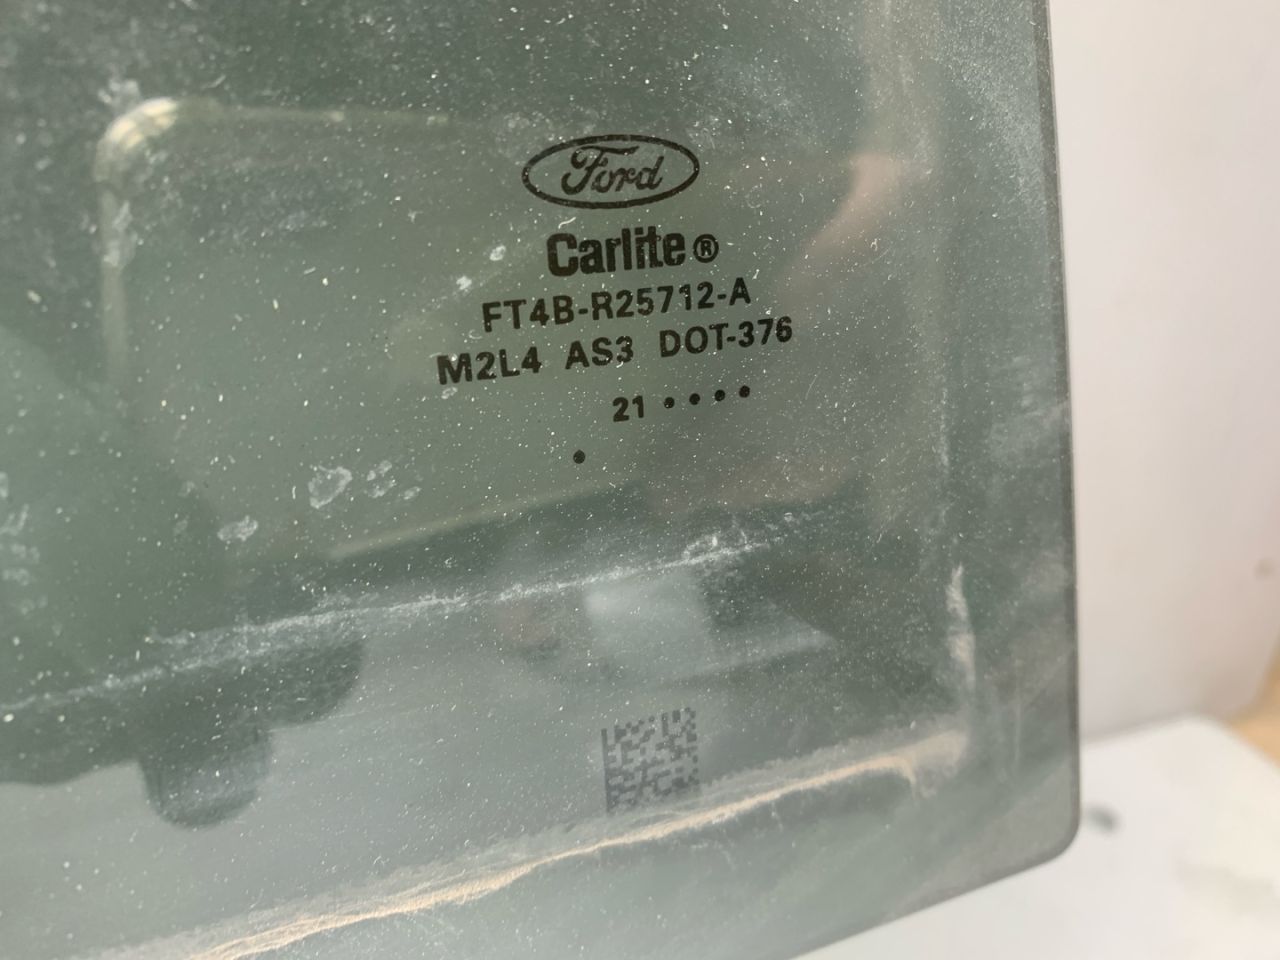 Ford
Carlite®
FT4B-R25712-A
M2L4 AS3 DOT-376
21 • • • •
•